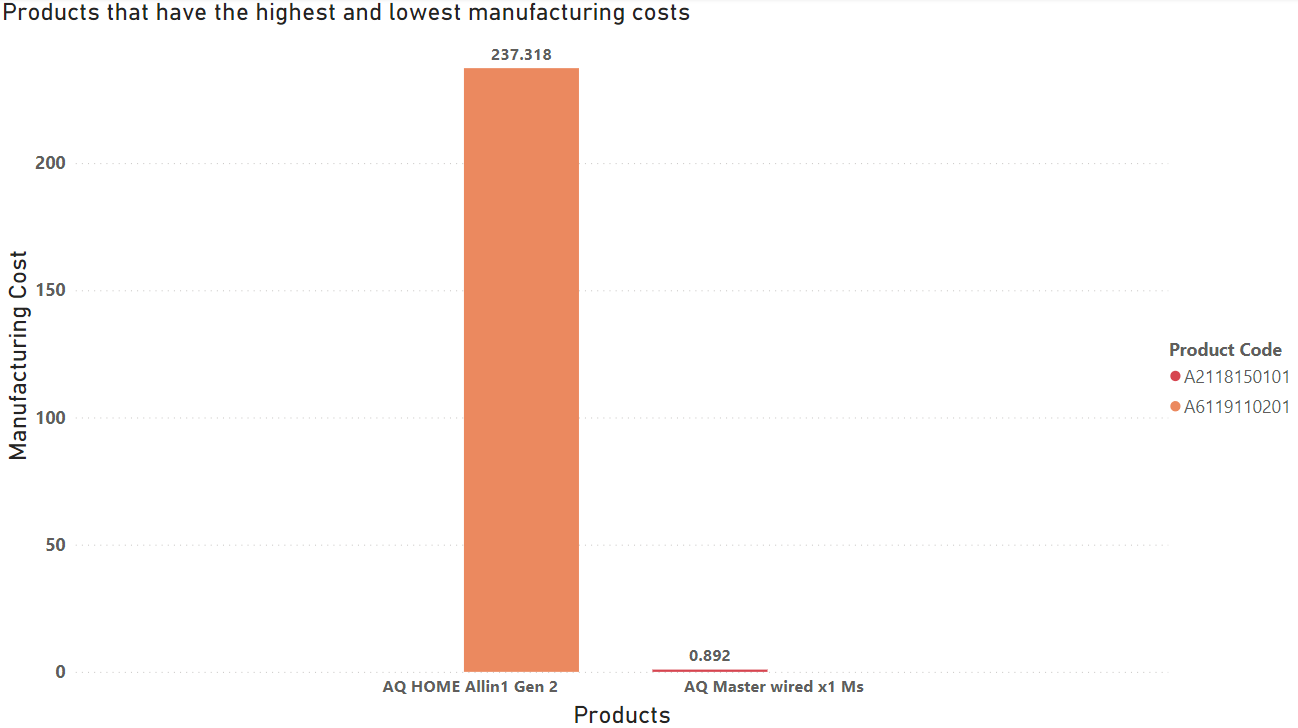 Products that have the highest and lowest manufacturing costs
237.318
200
150
100
50
0
Manufacturing Cost
0.892
AQ HOME Allin1 Gen 2
AQ Master wired x1 Ms
Products
Product Code
A2118150101
A6119110201